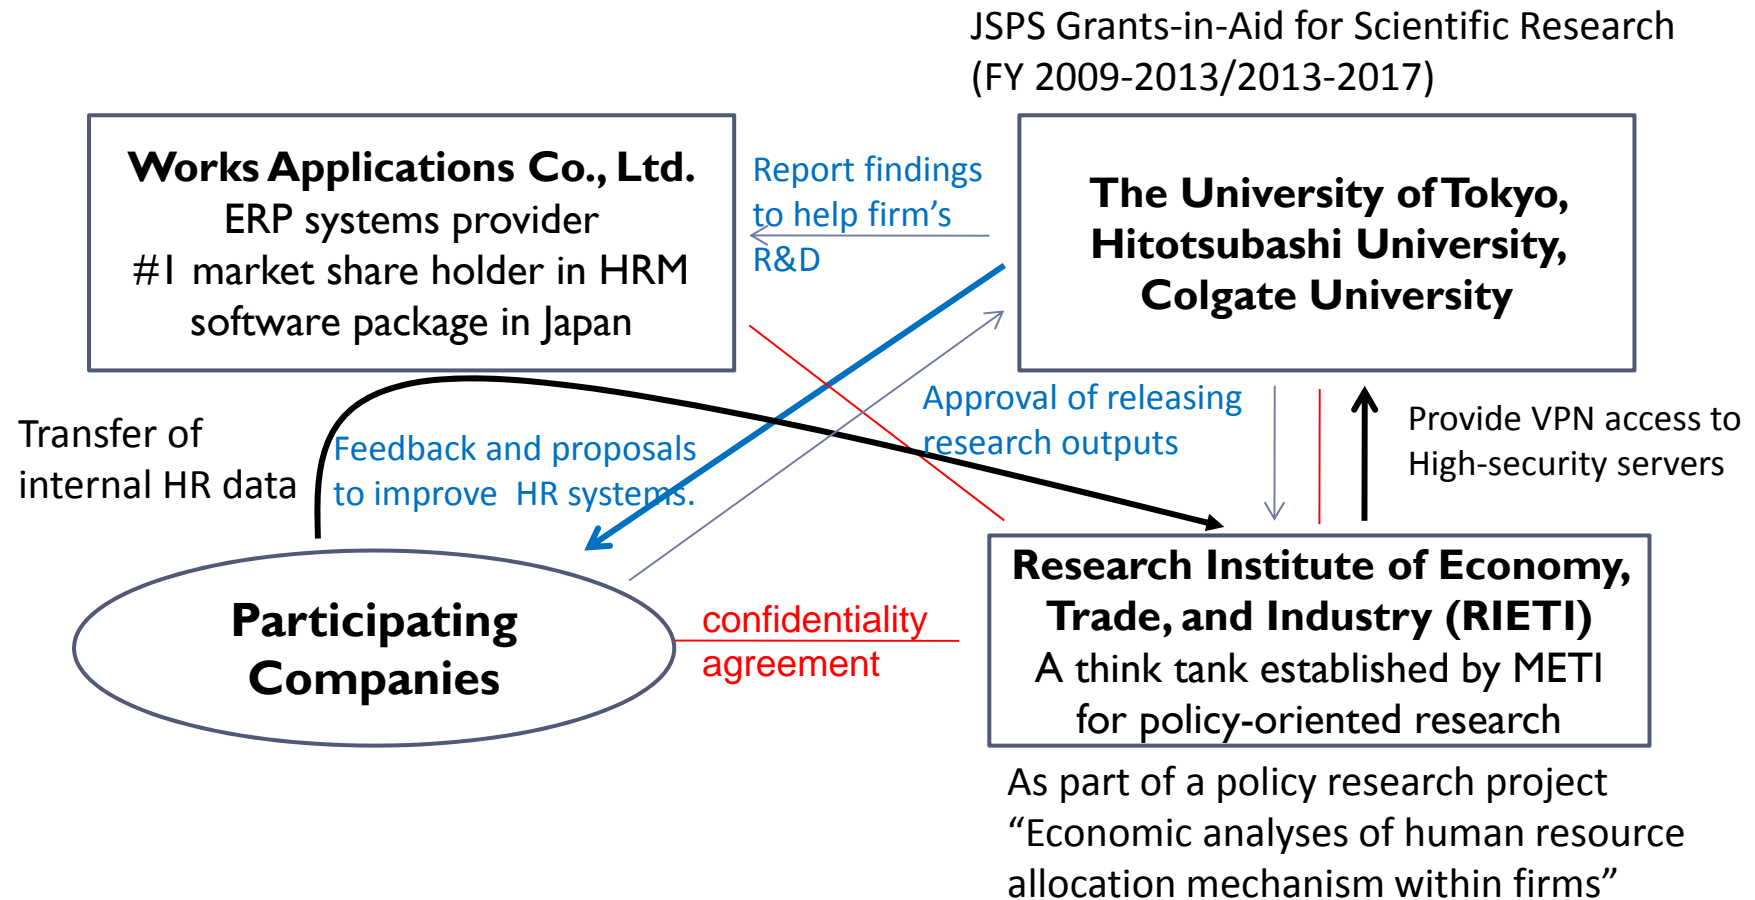 JSPS Grants-in-Aid for Scientific Research
(FY 2009-2013/2013-2017)
Works Applications Co., Ltd.
ERP systems provider
#1 market share holder in HRM
software package in Japan
Report findings
to help firm's
R&D
The University of Tokyo,
Hitotsubashi University,
Colgate University
Transfer of
internal HR data
Feedback and proposals
to improve HR systems.
Approval of releasing
research outputs
Provide VPN access to
High-security servers
Participating
Companies
confidentiality
agreement
Research Institute of Economy,
Trade, and Industry (RIETI)
A think tank established by METI
for policy-oriented research
As part of a policy research project
“Economic analyses of human resource
allocation mechanism within firms”